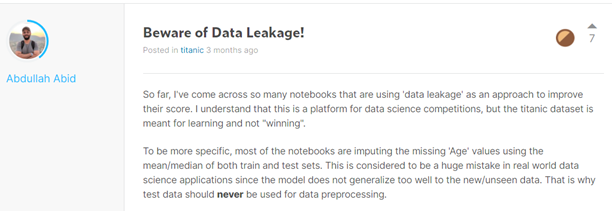 Beware of Data Leakage!
Posted in titanic 3 months ago
7
Abdullah Abid
So far, I've come across so many notebooks that are using 'data leakage' as an approach to improve
their score. I understand that this is a platform for data science competitions, but the titanic dataset is
meant for learning and not "winning".
To be more specific, most of the notebooks are imputing the missing 'Age' values using the
mean/median of both train and test sets. This is considered to be a huge mistake in real world data
science applications since the model does not generalize too well to the new/unseen data. That is why
test data should never be used for data preprocessing.